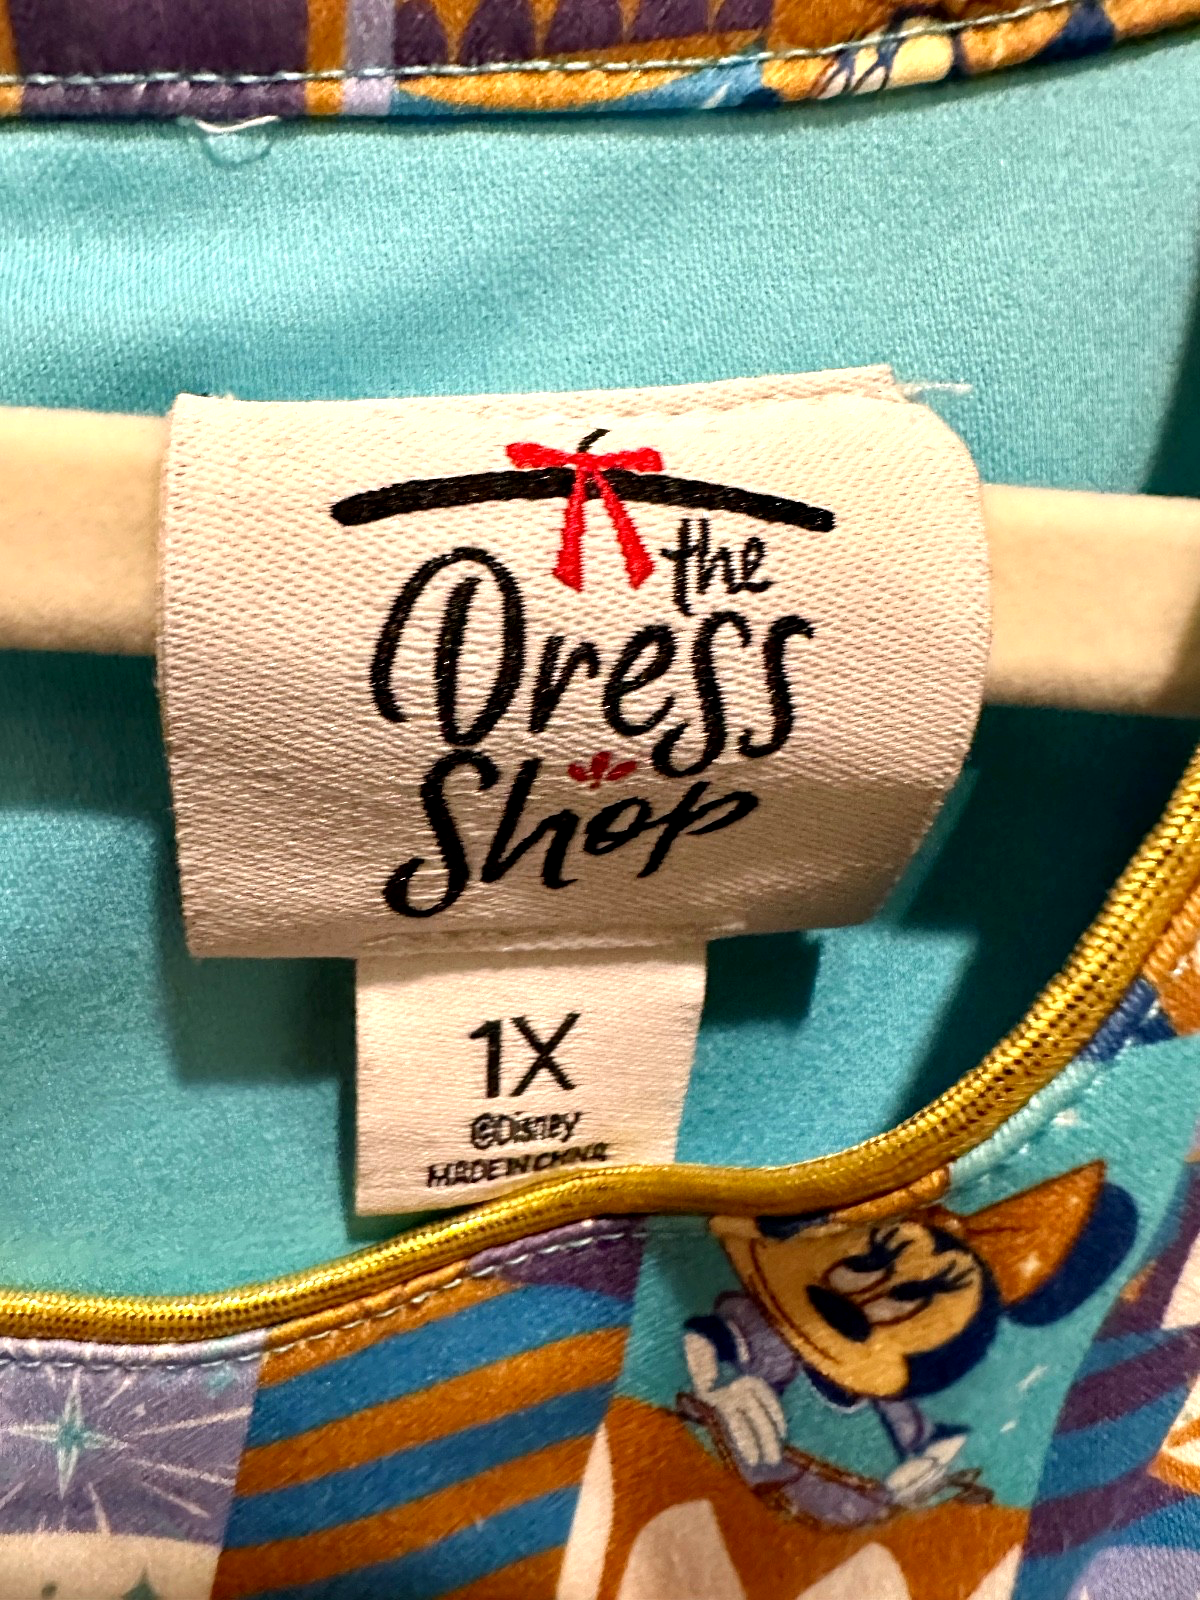 the
Dress
Shop
1X
©Disney
MADE IN CHINA